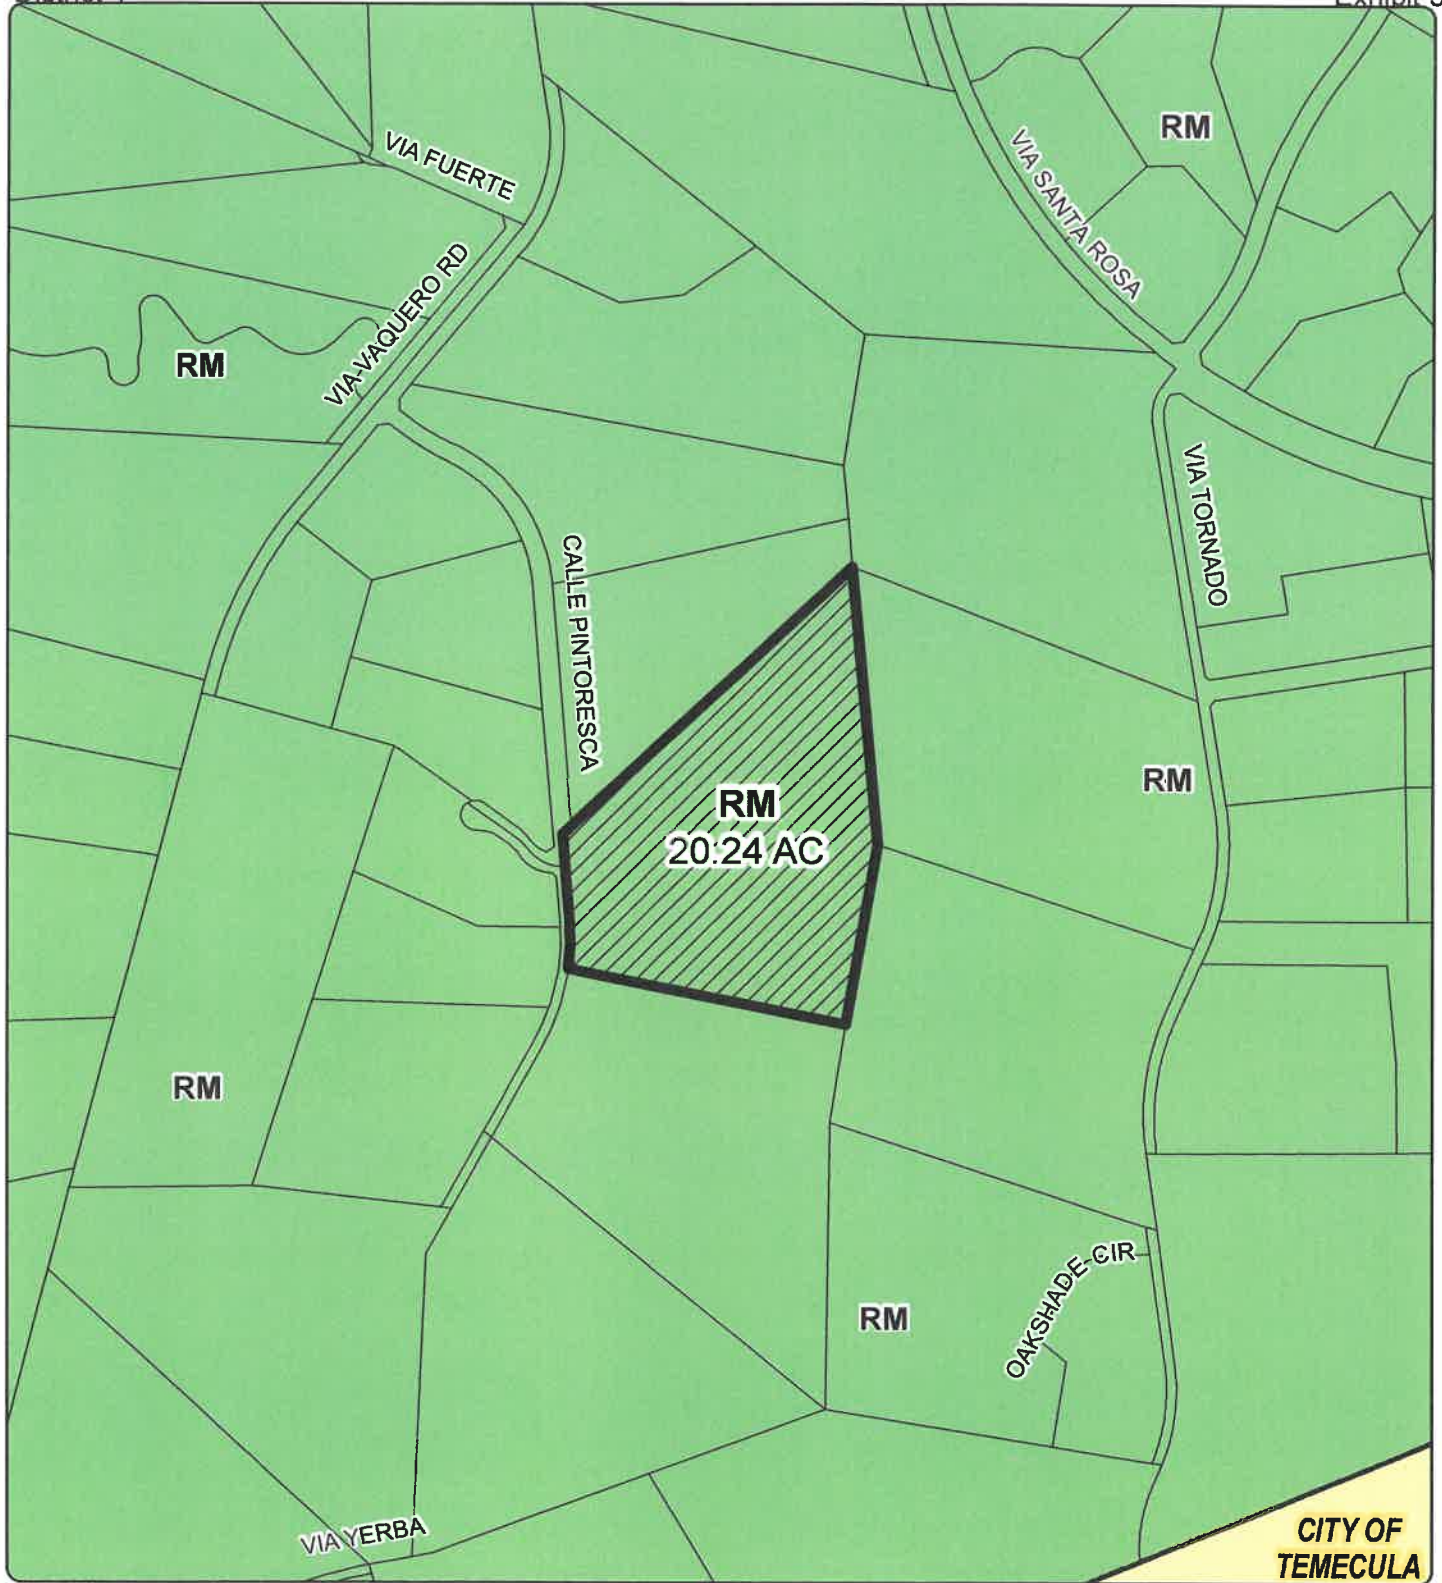 RM
VIA FUERTE
VIA SANTA ROSA
VIA VAQUERO RD
RM
VIA TORNADO
CALLE PINTORESCA
RM
RM
20.24 AC
RM
OAKSHADE CIR
RM
VIA YERBA
CITY OF
TEMECULA